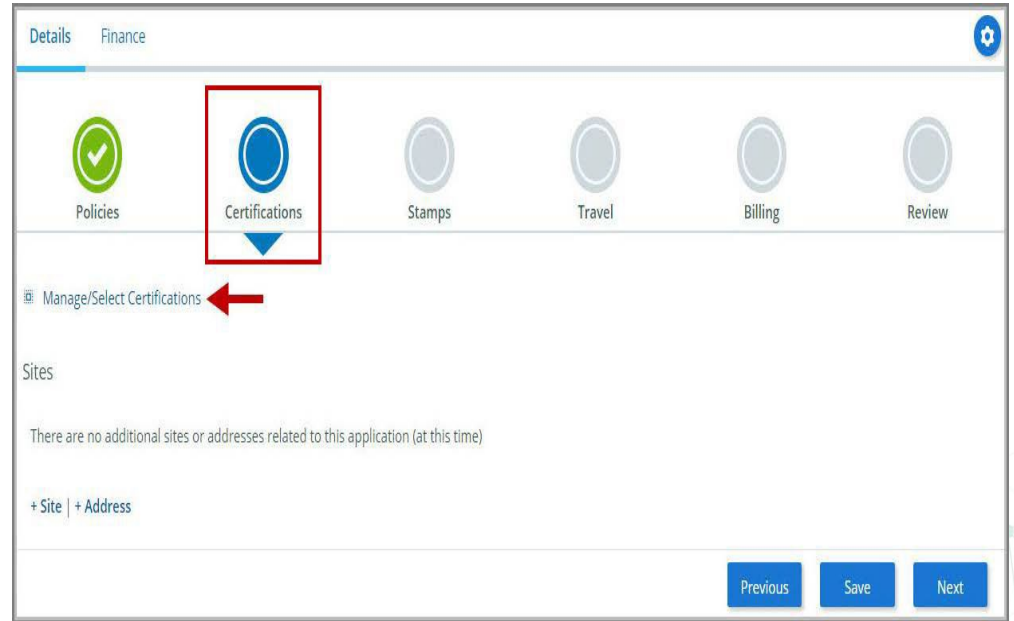 Details Finance
Policies Certifications Stamps Travel Billing Review
Manage/Select Certifications
Sites
There are no additional sites or addresses related to this application (at this time)
+ Site | + Address
Previous Save Next